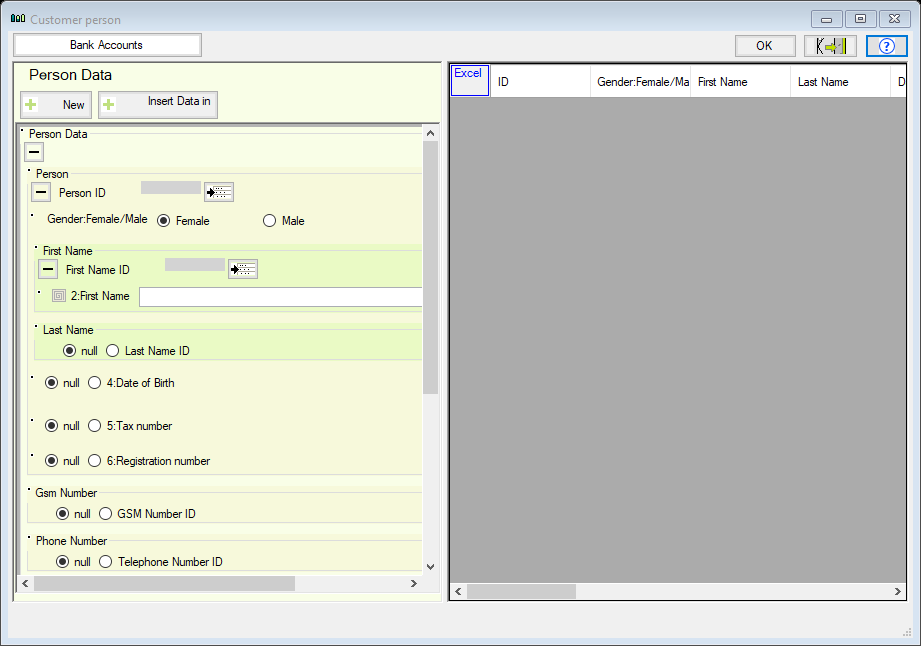 Customer person
Bank Accounts
OK
Person Data
New
Insert Data in
Person Data
Person
Person ID
Gender:Female/Male Female Male
First Name
First Name ID
2:First Name
Last Name
null Last Name ID
null 4:Date of Birth
null 5:Tax number
null 6:Registration number
Gsm Number
null GSM Number ID
Phone Number
null Telephone Number ID
Excel ID Gender:Female/Ma First Name Last Name D